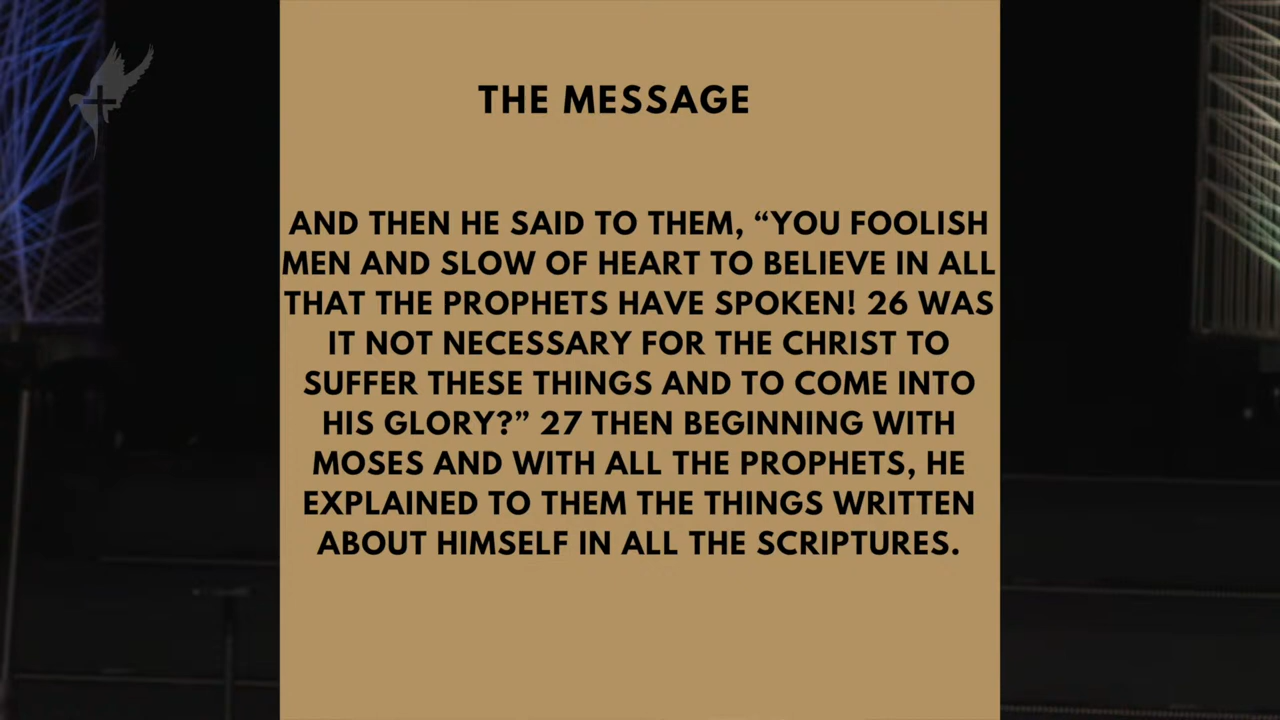 THE MESSAGE
AND THEN HE SAID TO THEM, “YOU FOOLISH
MEN AND SLOW OF HEART TO BELIEVE IN ALL
THAT THE PROPHETS HAVE SPOKEN! 26 WAS
IT NOT NECESSARY FOR THE CHRIST TO
SUFFER THESE THINGS AND TO COME INTO
HIS GLORY?” 27 THEN BEGINNING WITH
MOSES AND WITH ALL THE PROPHETS, HE
EXPLAINED TO THEM THE THINGS WRITTEN
ABOUT HIMSELF IN ALL THE SCRIPTURES.